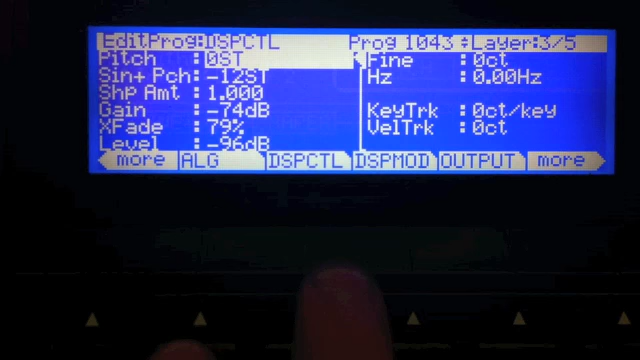 EditProg:DSPCTL Prog 1043 Layer:3/5
Pitch :0ST Fine :0ct
Sin+ Pch:-12ST Hz :0.00Hz
Shp Amt :1.000
Gain :-74dB KeyTrk :0ct/key
XFade :79% VelTrk :0ct
Level :-96dB
more ALG DSPCTL DSPMOD OUTPUT more